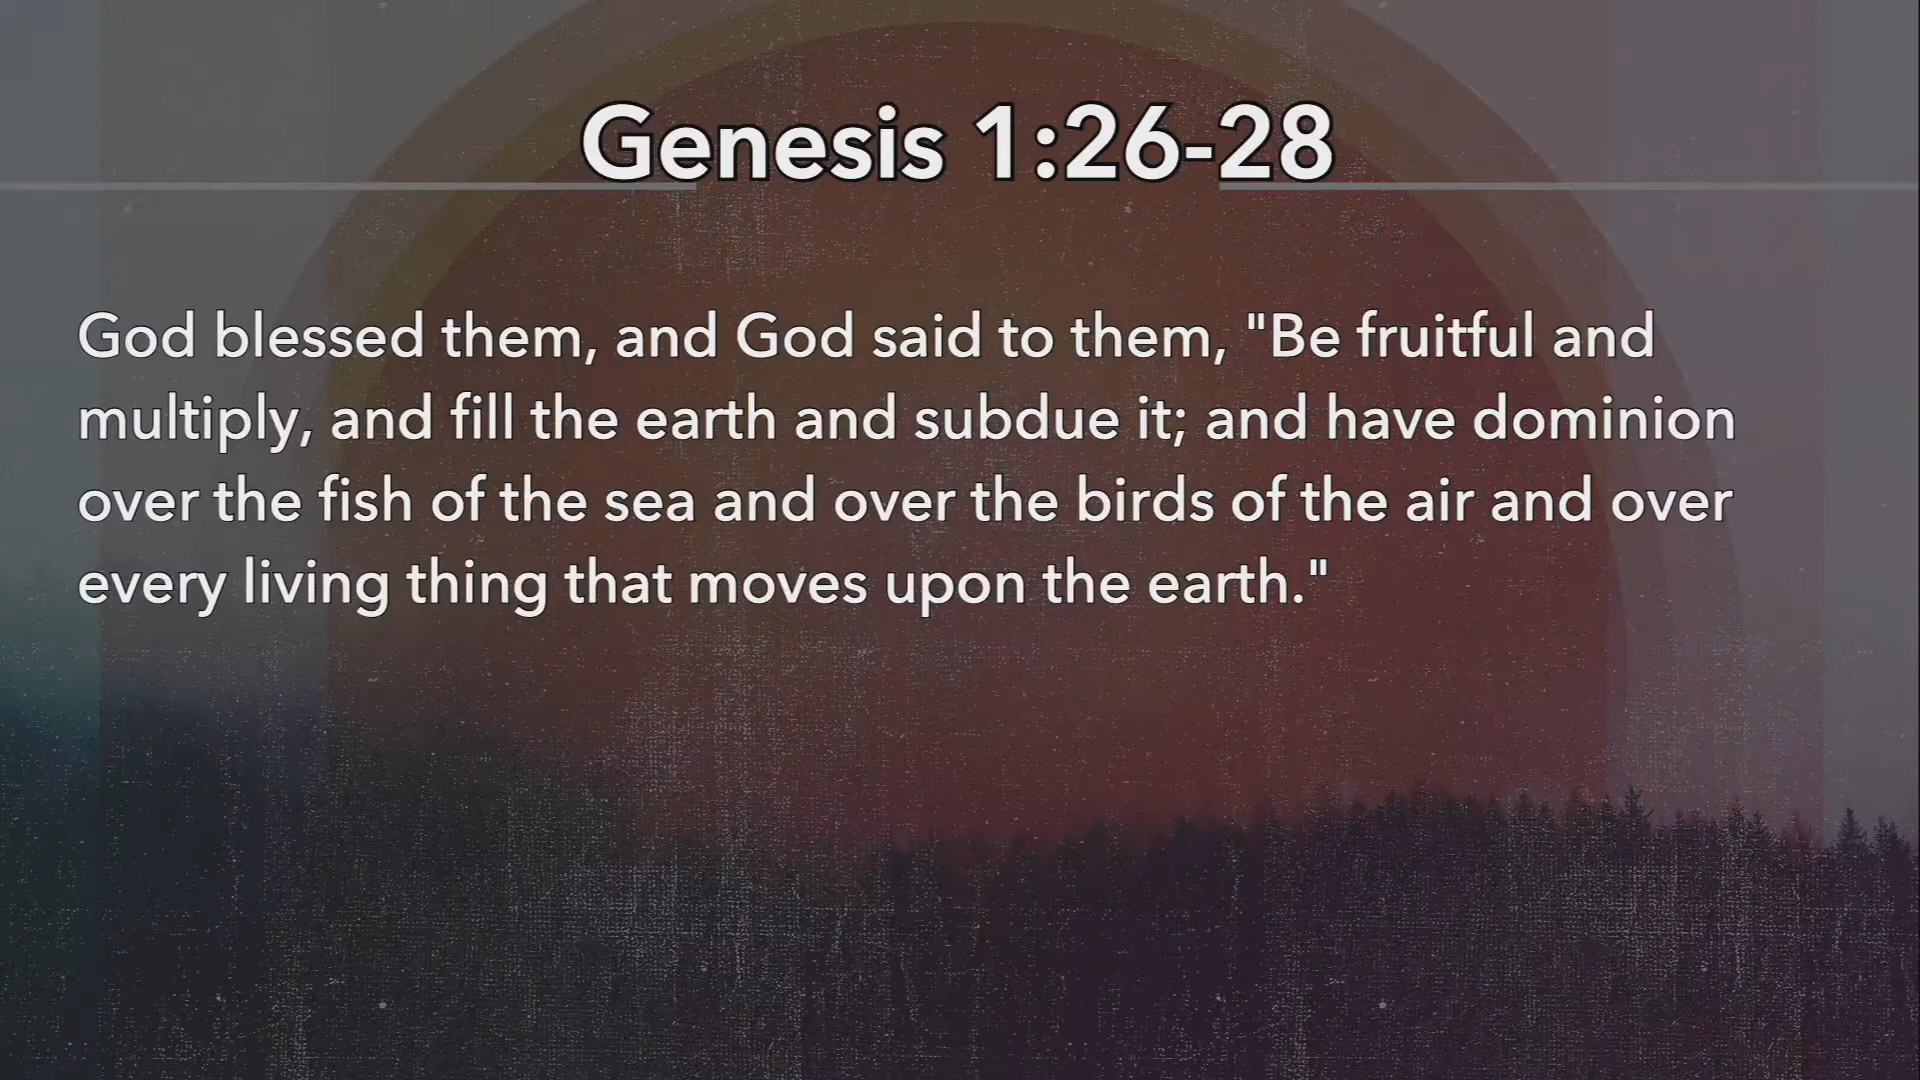 Genesis 1:26-28
God blessed them, and God said to them, "Be fruitful and
multiply, and fill the earth and subdue it; and have dominion
over the fish of the sea and over the birds of the air and over
every living thing that moves upon the earth."